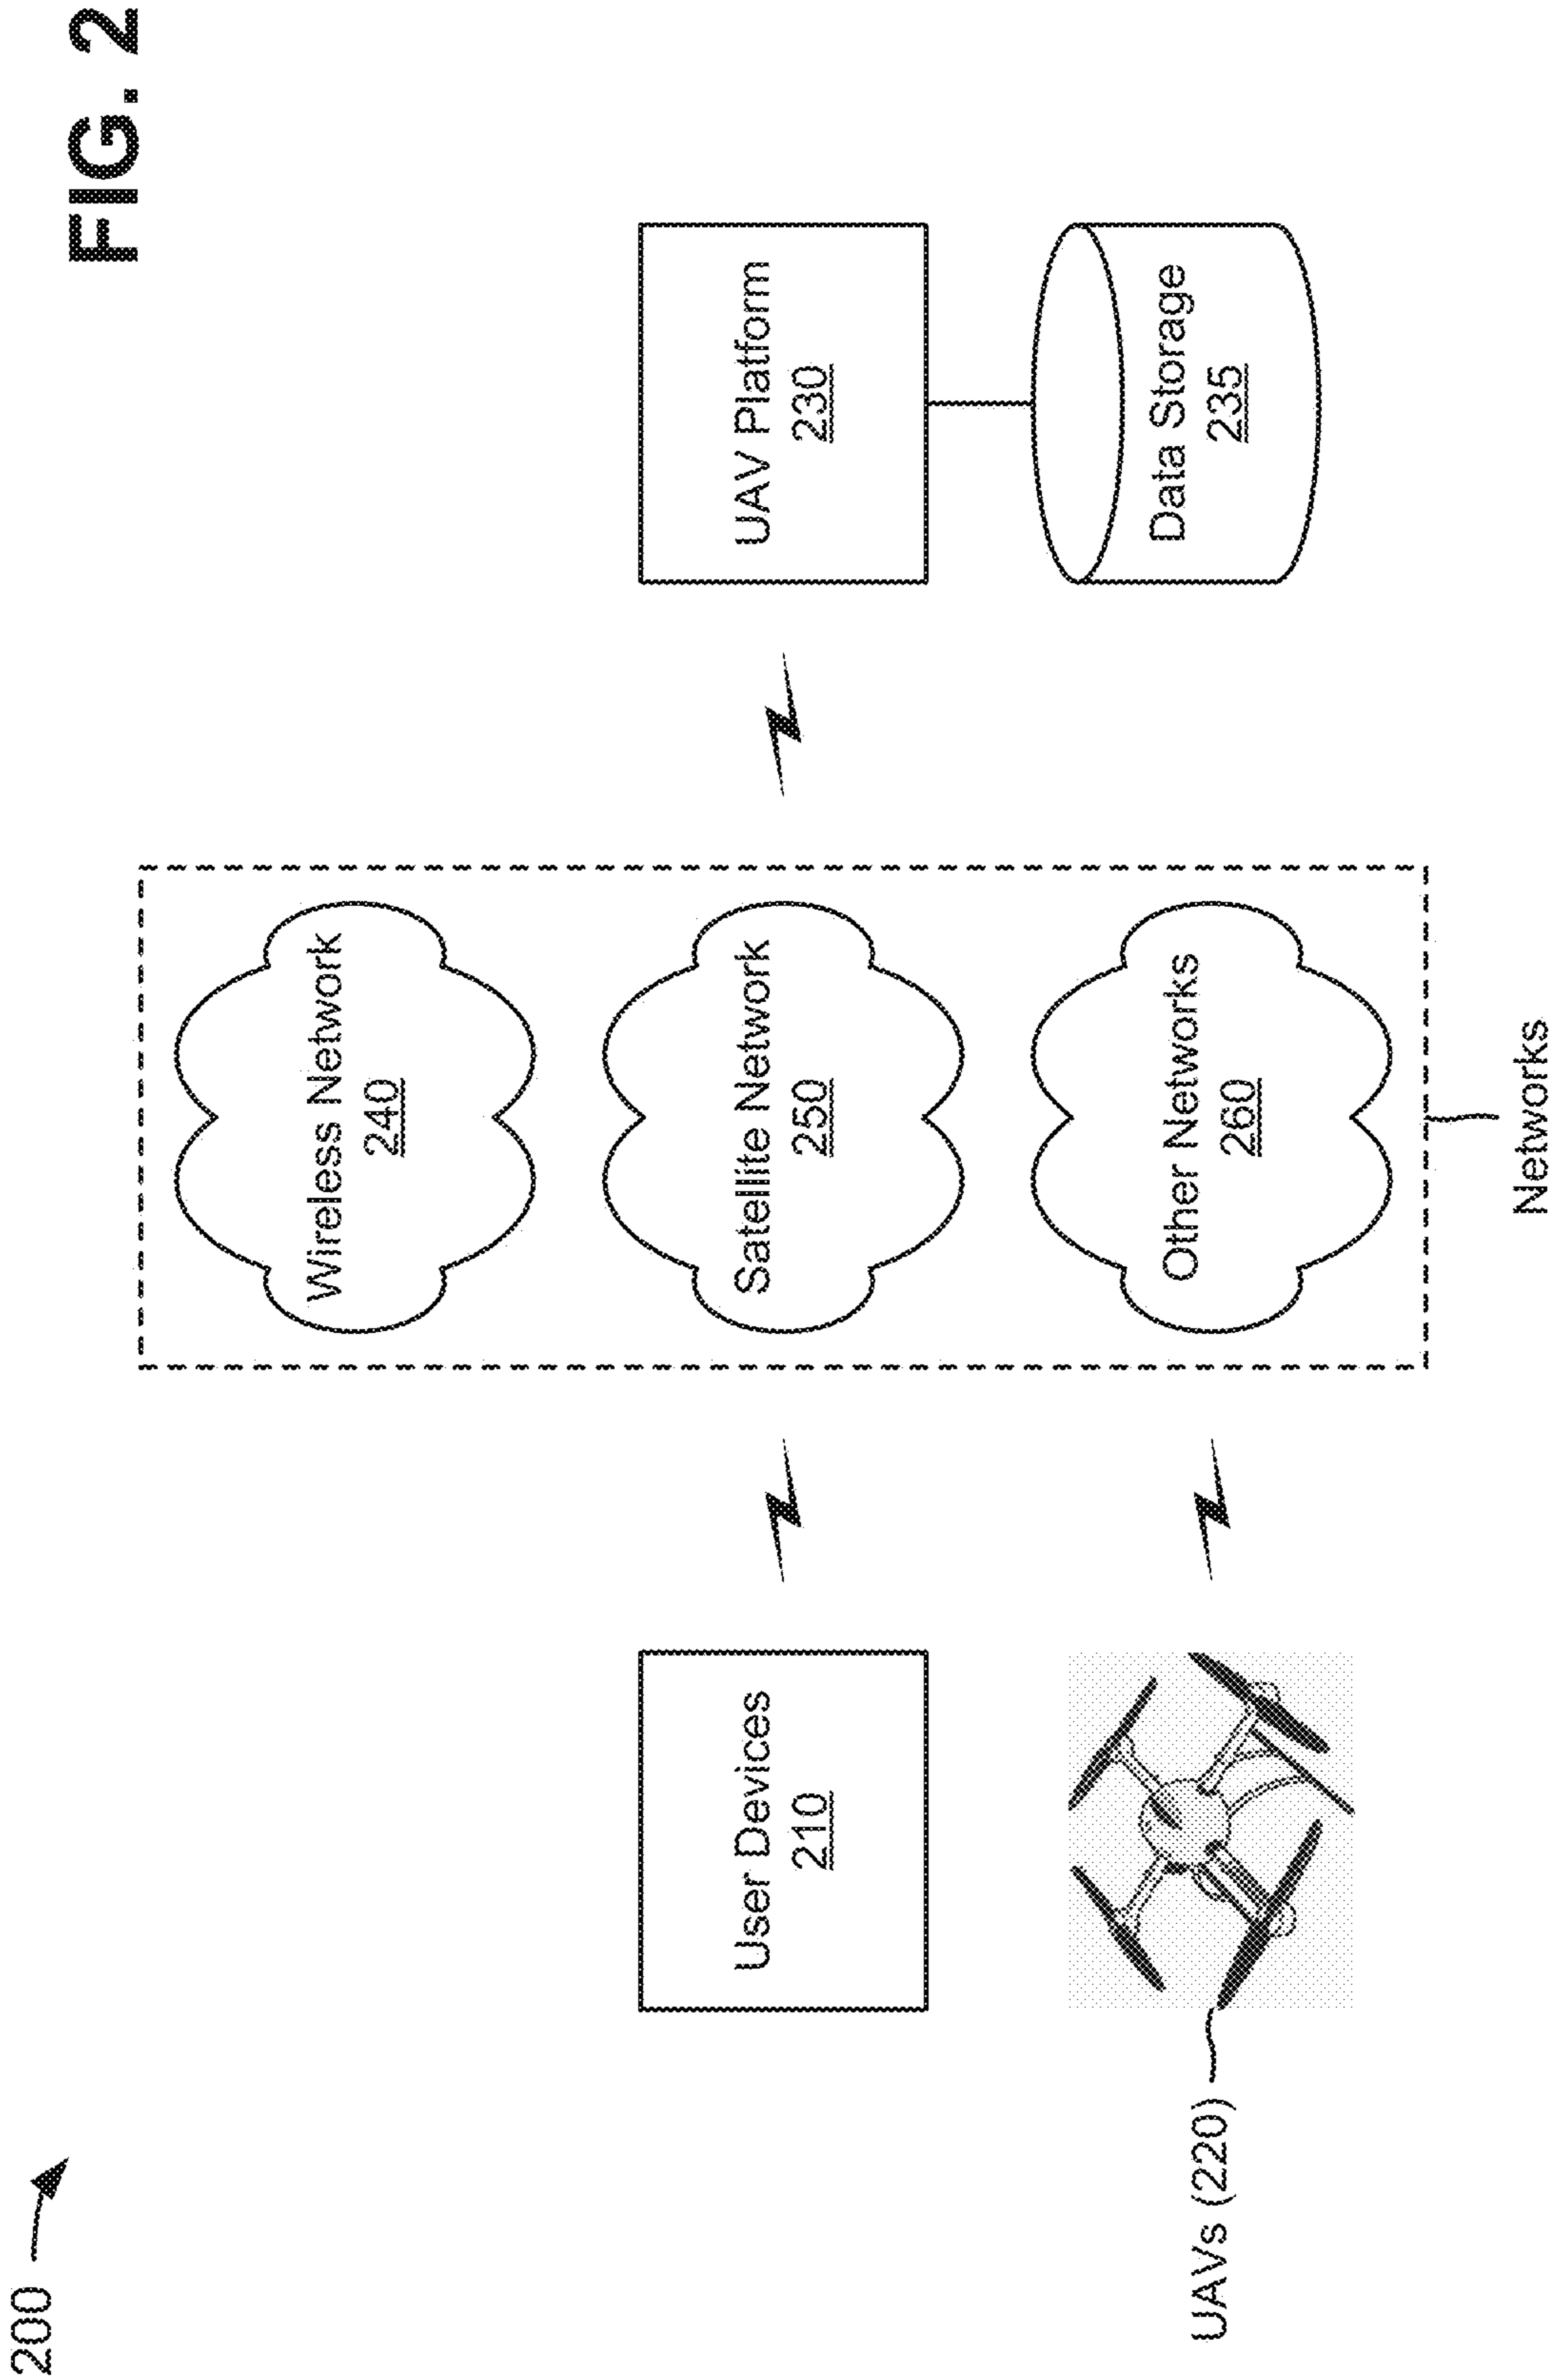 200
FIG. 2
Wireless Network
240
User Devices
210
Satellite Network
250
UAV Platform
230
UAVs (220)
Other Networks
260
Data Storage
235
Networks